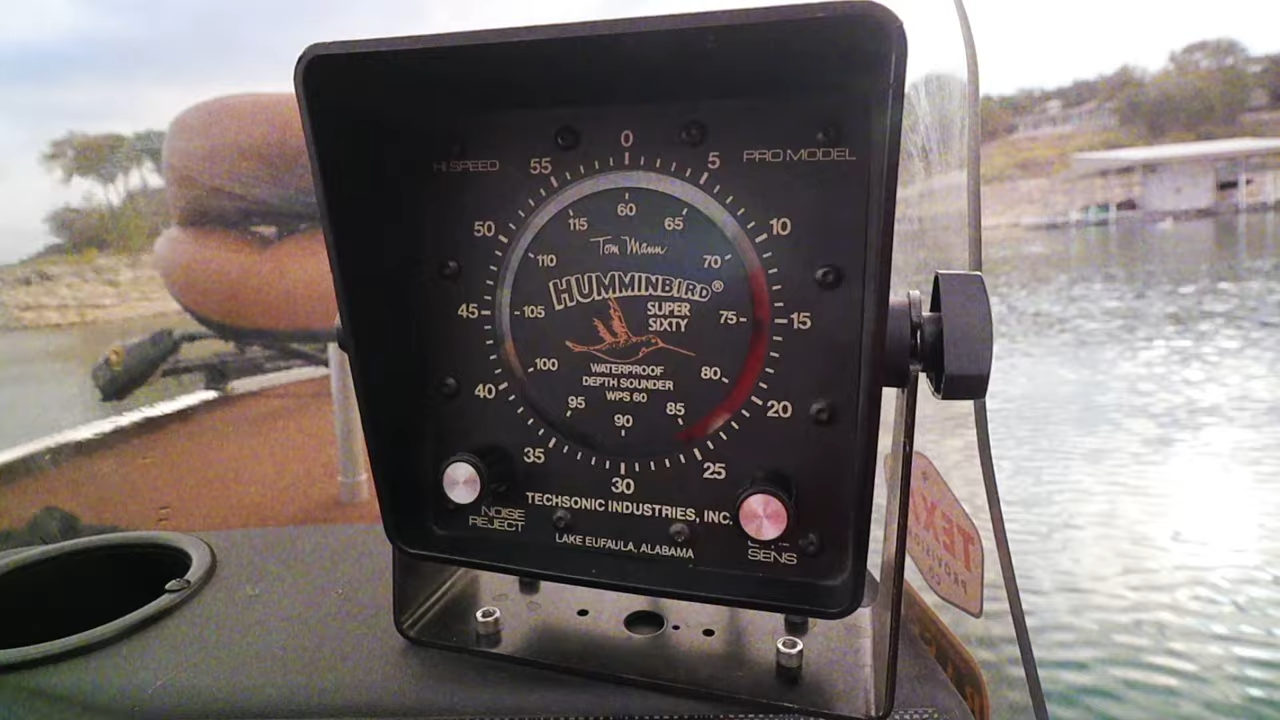 HI SPEED
PRO MODEL
0
5
10
15
20
25
30
35
40
45
50
55
60
65
70
75
80
85
90
95
100
105
110
115
Tom Mann
HUMMINBIRD®
SUPER
SIXTY
WATERPROOF
DEPTH SOUNDER
WPS 60
NOISE
REJECT
TECHSONIC INDUSTRIES, INC.
LAKE EUFAULA, ALABAMA
SENS